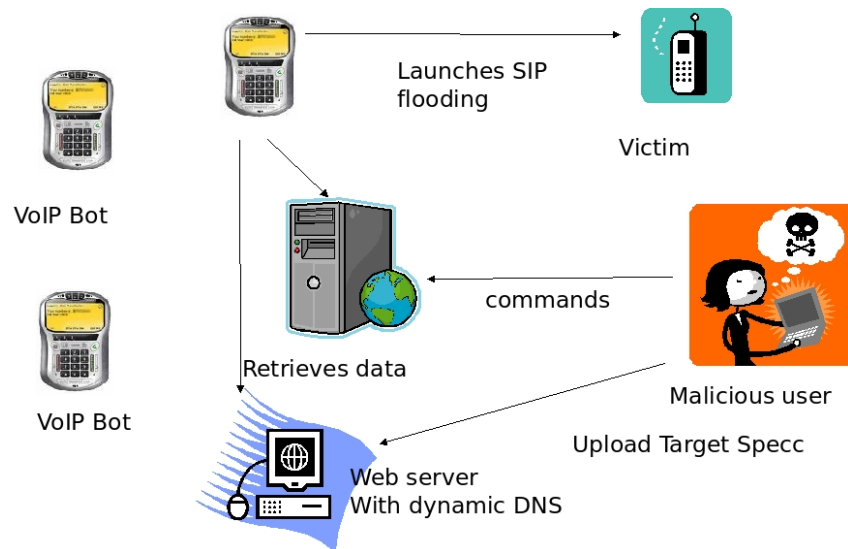 Launches SIP
flooding
Victim
VoIP Bot
commands
Retrieves data
Malicious user
VoIP Bot
Upload Target Specc
Web server
With dynamic DNS